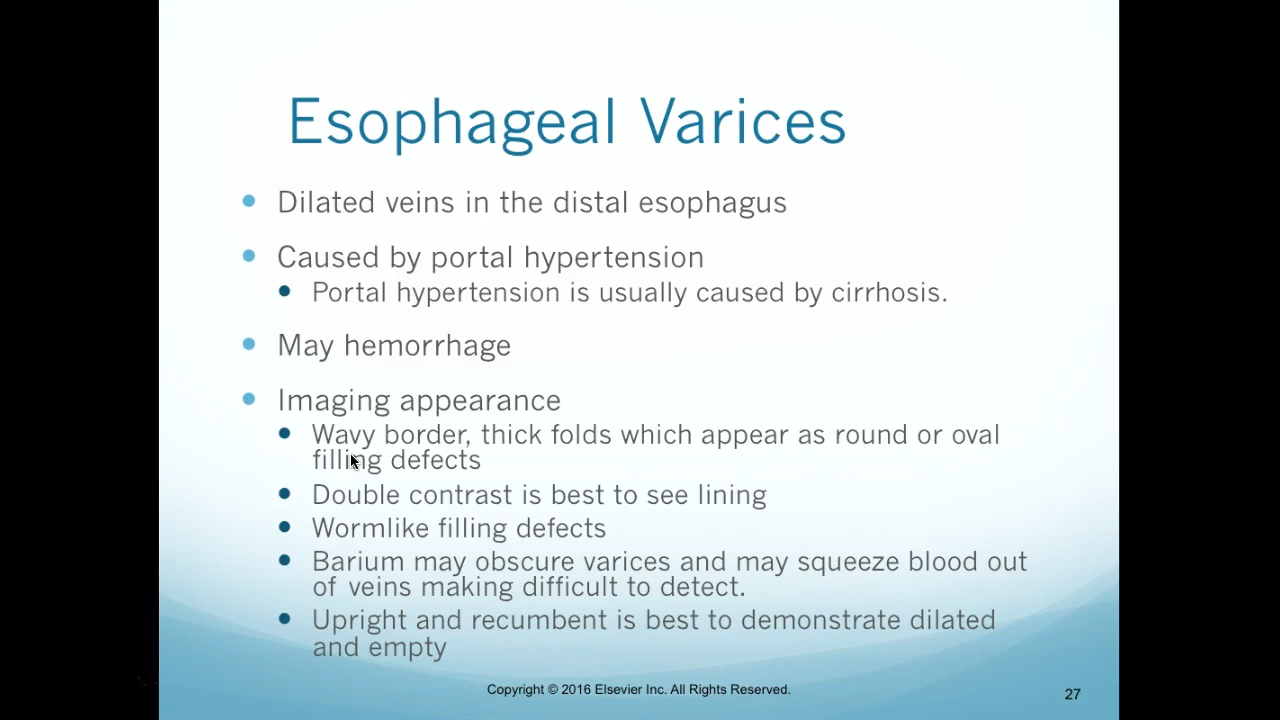 Esophageal Varices
Dilated veins in the distal esophagus
Caused by portal hypertension
Portal hypertension is usually caused by cirrhosis.
May hemorrhage
Imaging appearance
Wavy border, thick folds which appear as round or oval
filling defects
Double contrast is best to see lining
Wormlike filling defects
Barium may obscure varices and may squeeze blood out
of veins making difficult to detect.
Upright and recumbent is best to demonstrate dilated
and empty
Copyright © 2016 Elsevier Inc. All Rights Reserved.
27